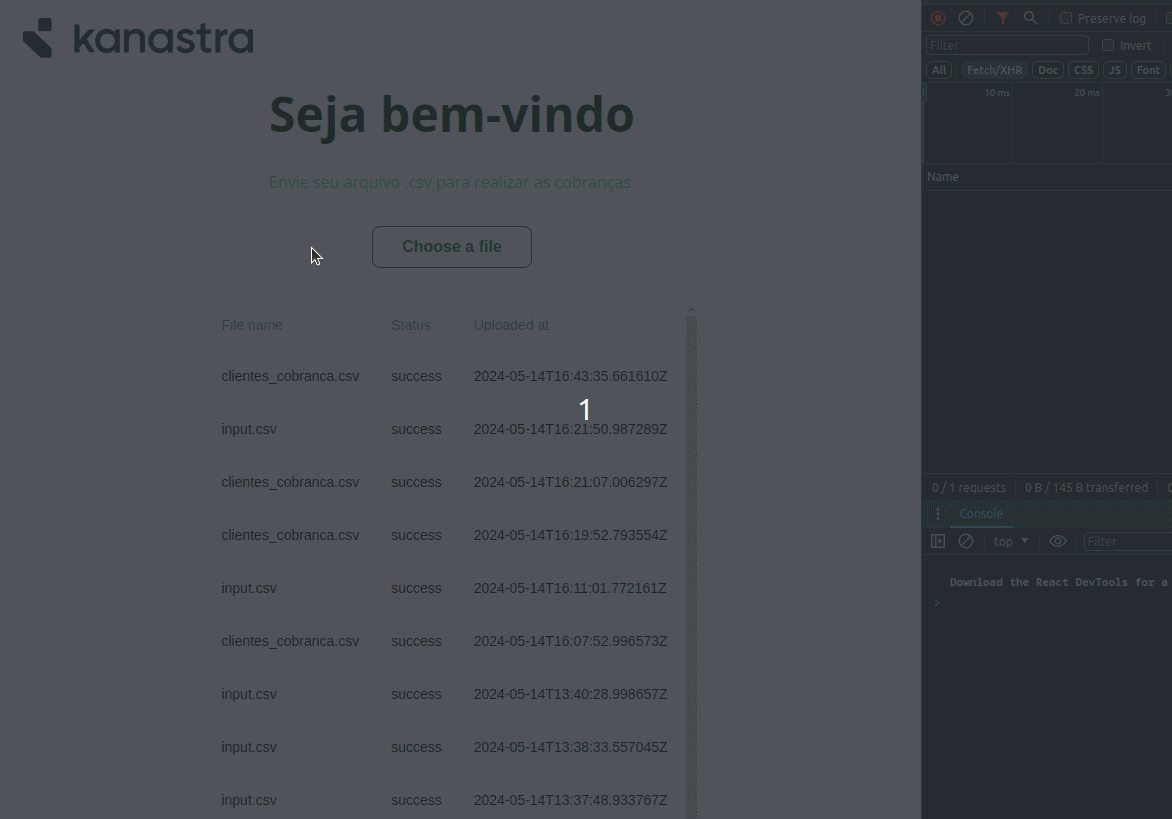 kanastra
Seja bem-vindo
Envie seu arquivo .csv para realizar as cobranças
Choose a file
File name Status Uploaded at
clientes_cobranca.csv success 2024-05-14T16:43:35.661610Z
1
input.csv success 2024-05-14T16:21:50.987289Z
clientes_cobranca.csv success 2024-05-14T16:21:07.006297Z
clientes_cobranca.csv success 2024-05-14T16:19:52.793554Z
input.csv success 2024-05-14T16:11:01.772161Z
clientes_cobranca.csv success 2024-05-14T16:07:52.996573Z
input.csv success 2024-05-14T13:40:28.998657Z
input.csv success 2024-05-14T13:38:33.557045Z
input.csv success 2024-05-14T13:37:48.933767Z
Preserve log
Filter Invert
All Fetch/XHR Doc CSS JS Font
10 ms 20 ms 3
Name
0 / 1 requests 0 B / 145 B transferred 0
Console
top Filter
Download the React DevTools for a